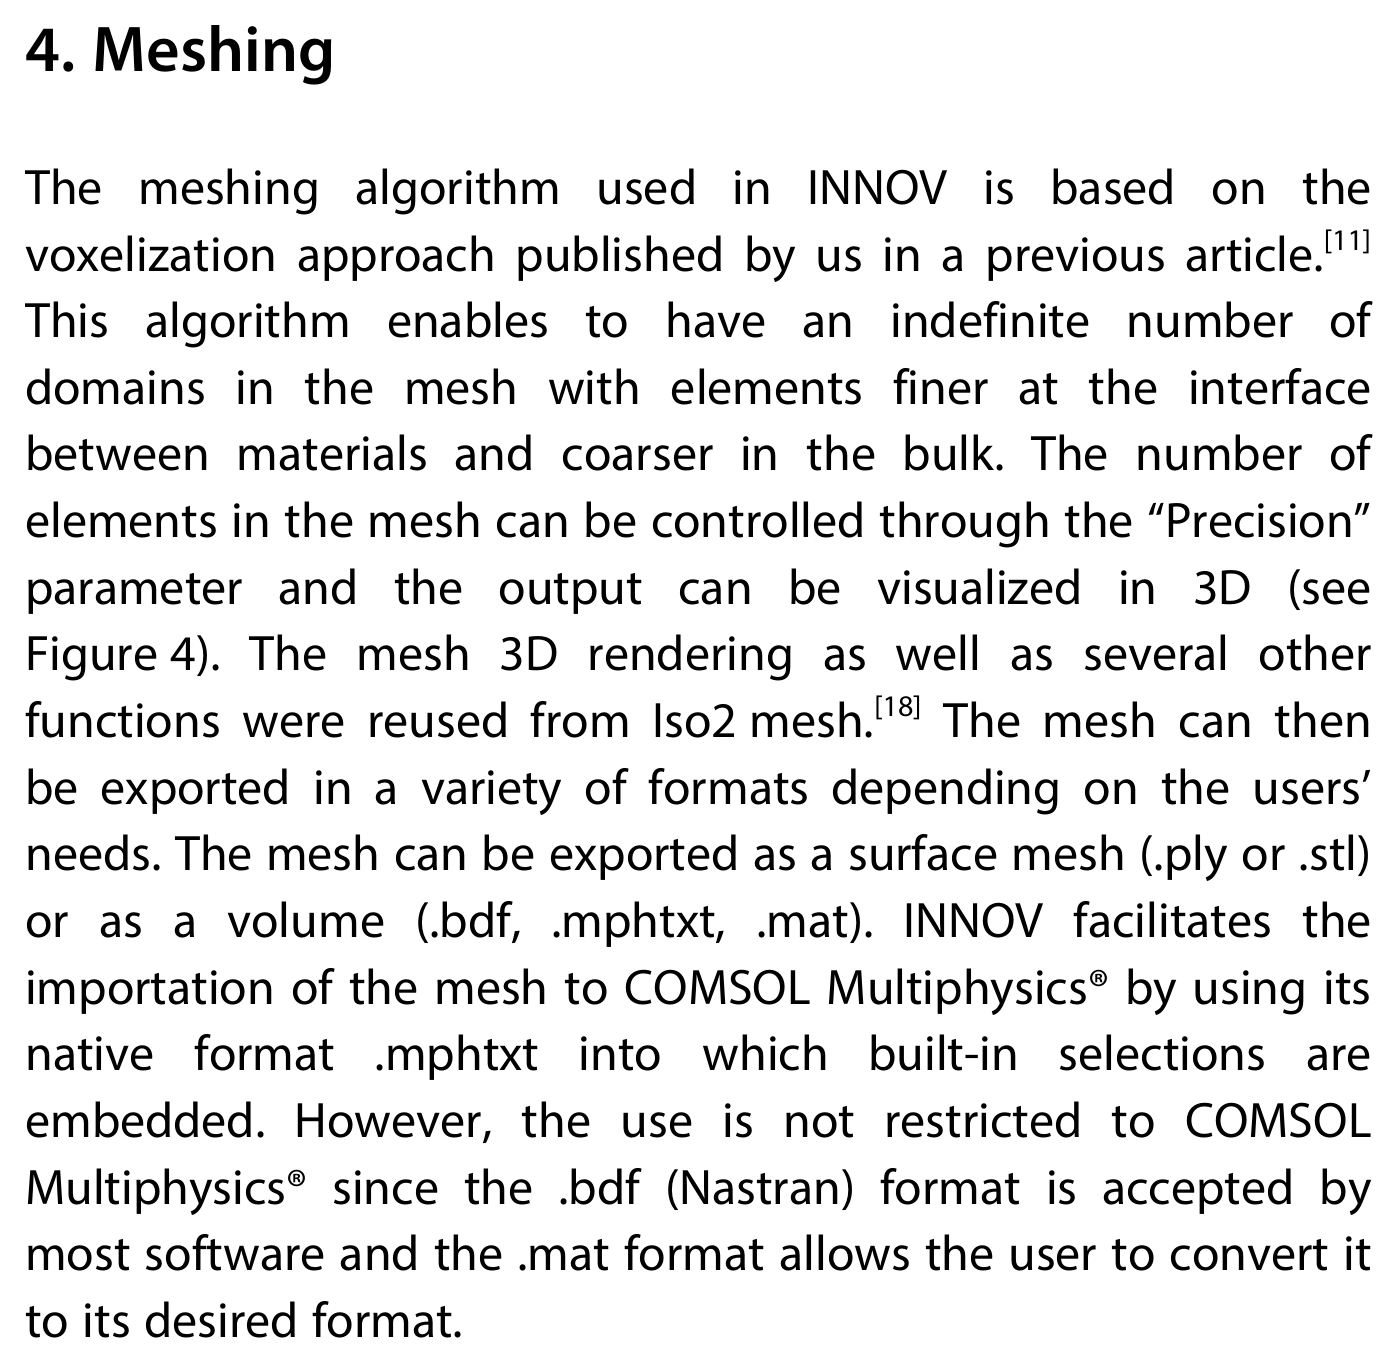 4. Meshing
The meshing algorithm used in INNOV is based on the
voxelization approach published by us in a previous article.[11]
This algorithm enables to have an indefinite number of
domains in the mesh with elements finer at the interface
between materials and coarser in the bulk. The number of
elements in the mesh can be controlled through the “Precision”
parameter and the output can be visualized in 3D (see
Figure 4). The mesh 3D rendering as well as several other
functions were reused from Iso2 mesh.[18] The mesh can then
be exported in a variety of formats depending on the users’
needs. The mesh can be exported as a surface mesh (.ply or .stl)
or as a volume (.bdf, .mphtxt, .mat). INNOV facilitates the
importation of the mesh to COMSOL Multiphysics® by using its
native format .mphtxt into which built-in selections are
embedded. However, the use is not restricted to COMSOL
Multiphysics® since the .bdf (Nastran) format is accepted by
most software and the .mat format allows the user to convert it
to its desired format.